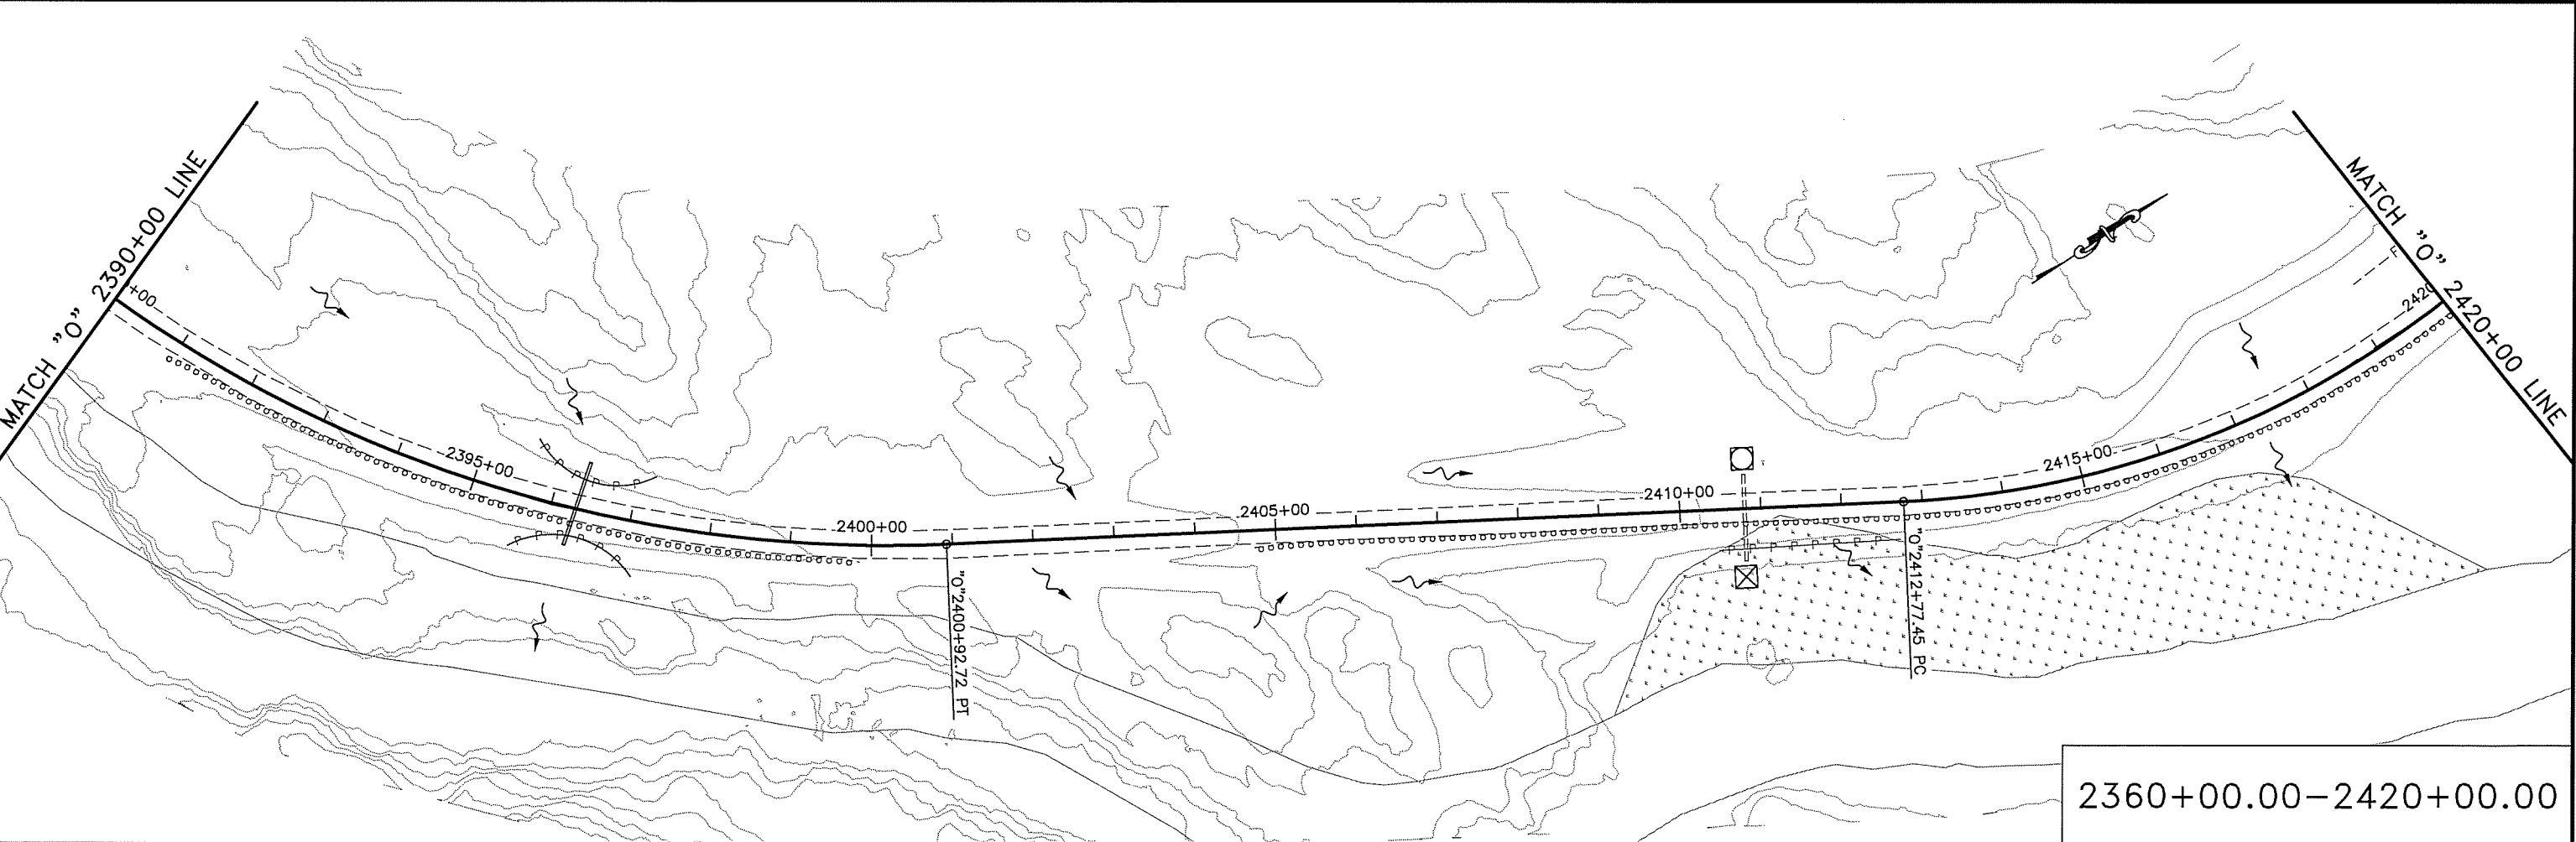 MATCH "O" 2390+00 LINE
+00
2395+00
2400+00
"O"2400+92.72 PT
2405+00
2410+00
"O"2412+77.45 PC
2415+00
2420
MATCH "O" 2420+00 LINE
N
P P P P P
P P P P P
P P P P P P P P
F
2360+00.00-2420+00.00